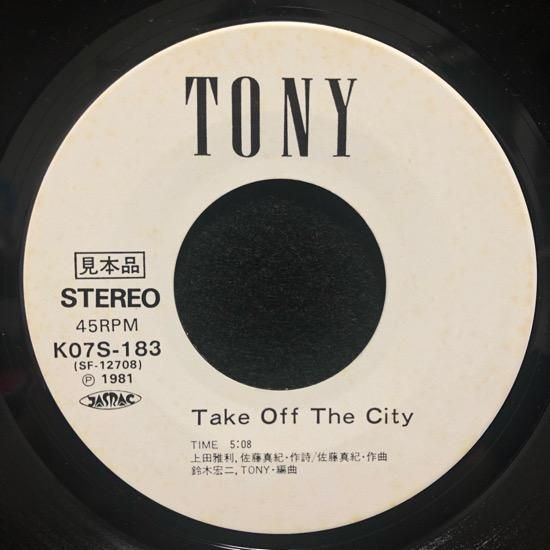 TONY
見本品
STEREO
45RPM
K07S-183
(SF-12708)
Ⓟ 1981
JASRAC
Take Off The City
TIME 5:08
上田雅利,佐藤真紀・作詩/佐藤真紀・作曲
鈴木宏二,TONY・編曲